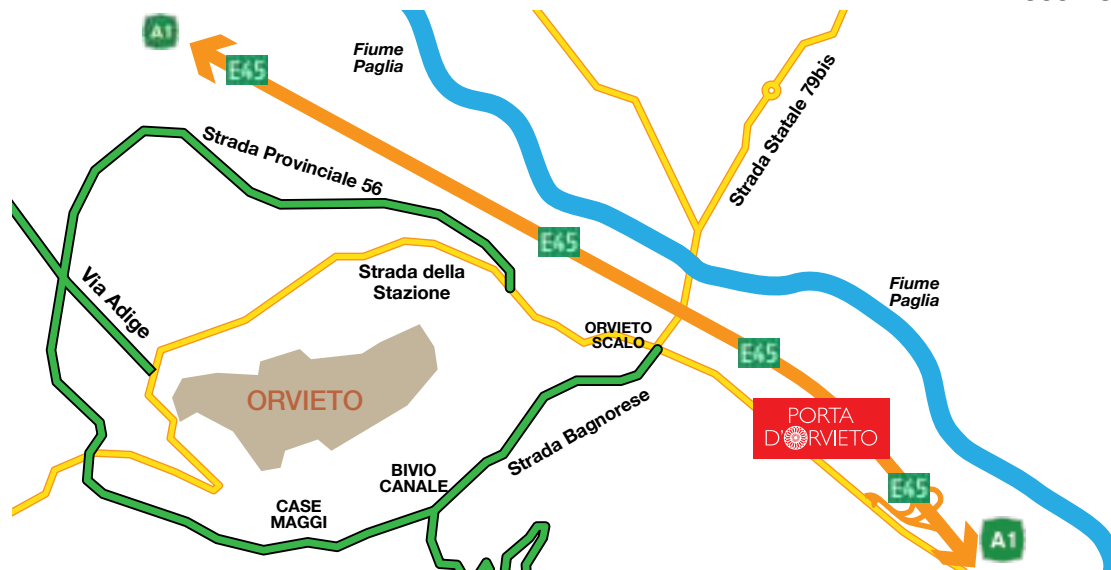 A1
E45
Fiume
Paglia
Strada Statale 79bis
Strada Provinciale 56
E45
Via Adige
Strada della
Stazione
Fiume
Paglia
ORVIETO
SCALO
E45
ORVIETO
PORTA
D'ORVIETO
Strada Bagnorese
BIVIO
CANALE
E45
CASE
MAGGI
A1